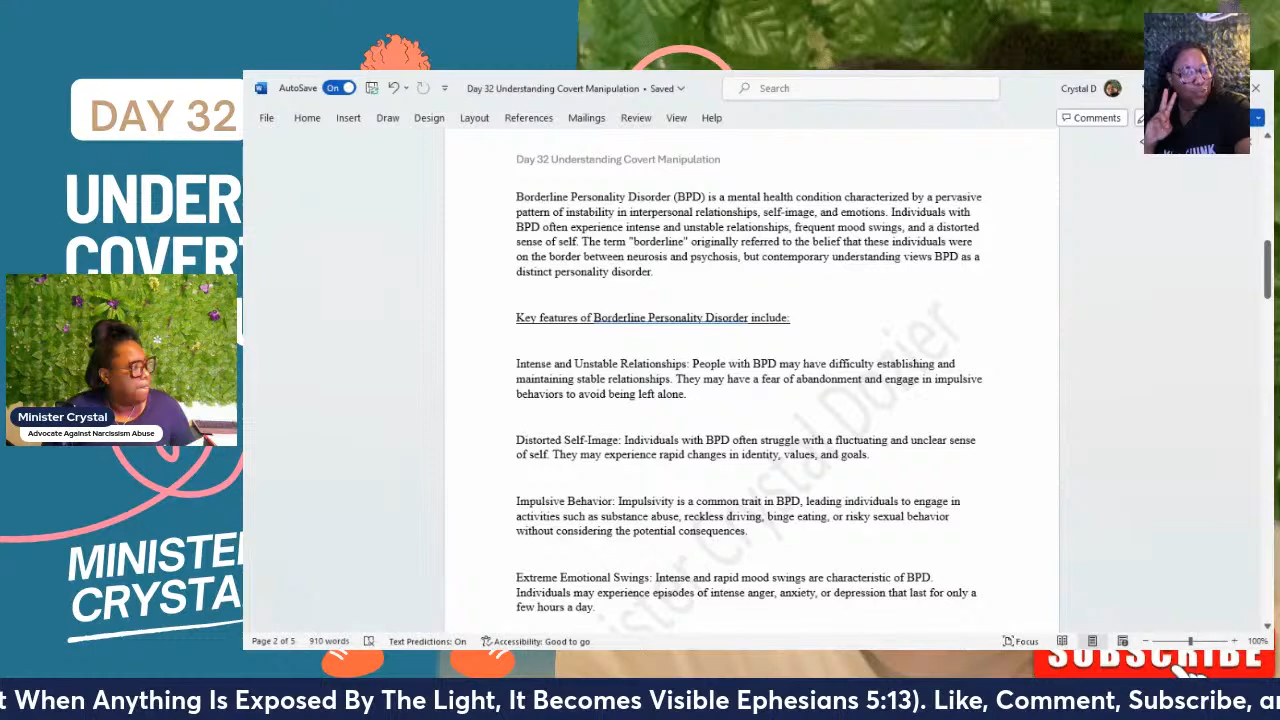 DAY 32
UNDER
COVERT
Minister Crystal
Advocate Against Narcissism Abuse
MINISTE
CRYSTA
AutoSave On Day 32 Understanding Covert Manipulation • Saved Search Crystal D
File Home Insert Draw Design Layout References Mailings Review View Help Comments
Day 32 Understanding Covert Manipulation
Borderline Personality Disorder (BPD) is a mental health condition characterized by a pervasive
pattern of instability in interpersonal relationships, self-image, and emotions. Individuals with
BPD often experience intense and unstable relationships, frequent mood swings, and a distorted
sense of self. The term "borderline" originally referred to the belief that these individuals were
on the border between neurosis and psychosis, but contemporary understanding views BPD as a
distinct personality disorder.
Key features of Borderline Personality Disorder include:
Intense and Unstable Relationships: People with BPD may have difficulty establishing and
maintaining stable relationships. They may have a fear of abandonment and engage in impulsive
behaviors to avoid being left alone.
Distorted Self-Image: Individuals with BPD often struggle with a fluctuating and unclear sense
of self. They may experience rapid changes in identity, values, and goals.
Impulsive Behavior: Impulsivity is a common trait in BPD, leading individuals to engage in
activities such as substance abuse, reckless driving, binge eating, or risky sexual behavior
without considering the potential consequences.
Extreme Emotional Swings: Intense and rapid mood swings are characteristic of BPD.
Individuals may experience episodes of intense anger, anxiety, or depression that last for only a
few hours a day.
ister Crystal Dozier
Page 2 of 5 910 words Text Predictions: On Accessibility: Good to go Focus 100%
SUBSCRIBE
t When Anything Is Exposed By The Light, It Becomes Visible Ephesians 5:13). Like, Comment, Subscribe, a